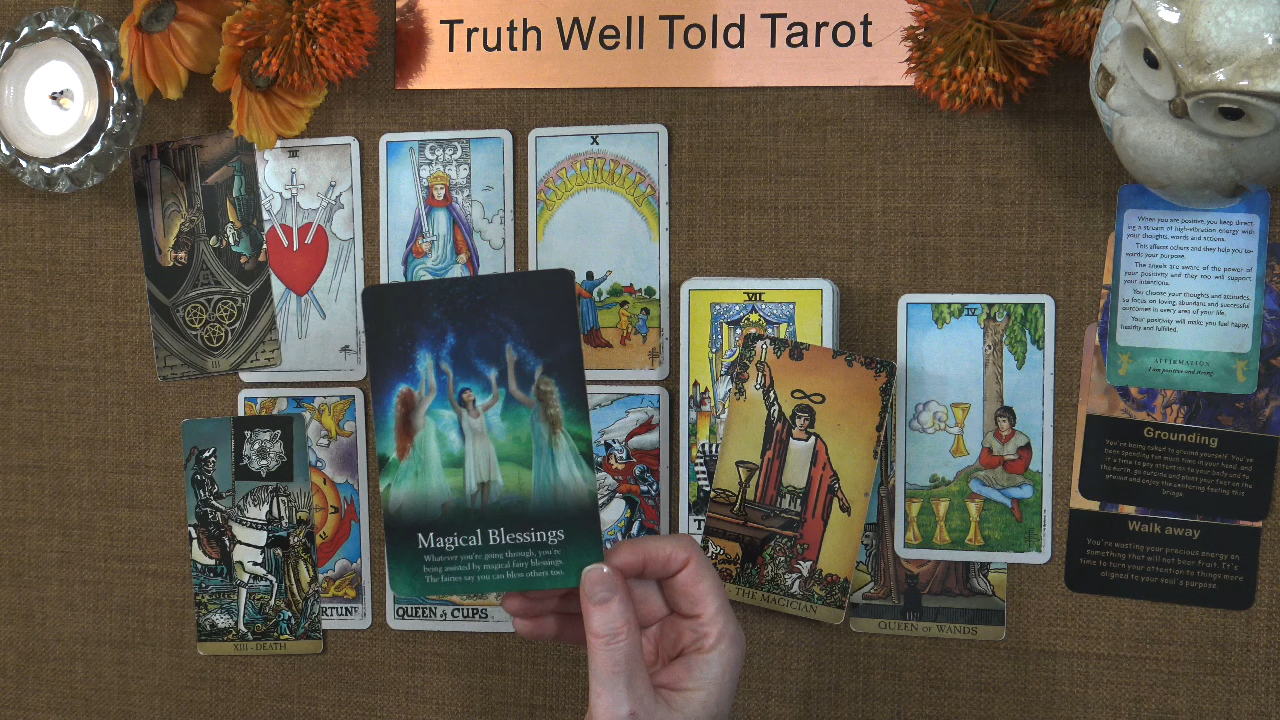 Truth Well Told Tarot
III
X
When you are positive, you keep direct-
ing a stream of high-vibration energy with
your thoughts, words and actions.
This affects others and they help you to-
wards your purpose.
The angels are aware of the power of
your positivity and they too will support
your intentions.
You choose your thoughts and attitudes,
so focus on loving, abundant and successful
outcomes in every area of your life.
Your positivity will make you feel happy,
healthy and fulfilled.
AFFIRMATION
I am positive and strong.
VII
IV
III
X
Grounding
You're being asked to ground yourself. You've
been spending too much time in your head, and
it's time to pay attention to your body and to
the earth. Go outside and plant your feet on the
ground and enjoy the centering feeling this
brings.
Walk away
You're wasting your precious energy on
something that will not bear fruit. It's
time to turn your attention to things more
aligned to your soul's purpose.
Magical Blessings
Whatever you're going through, you're
being assisted by magical fairy blessings.
The fairies say you can bless others too.
T
- THE MAGICIAN
RTUNE
QUEEN of CUPS
QUEEN OF WANDS
XIII - DEATH